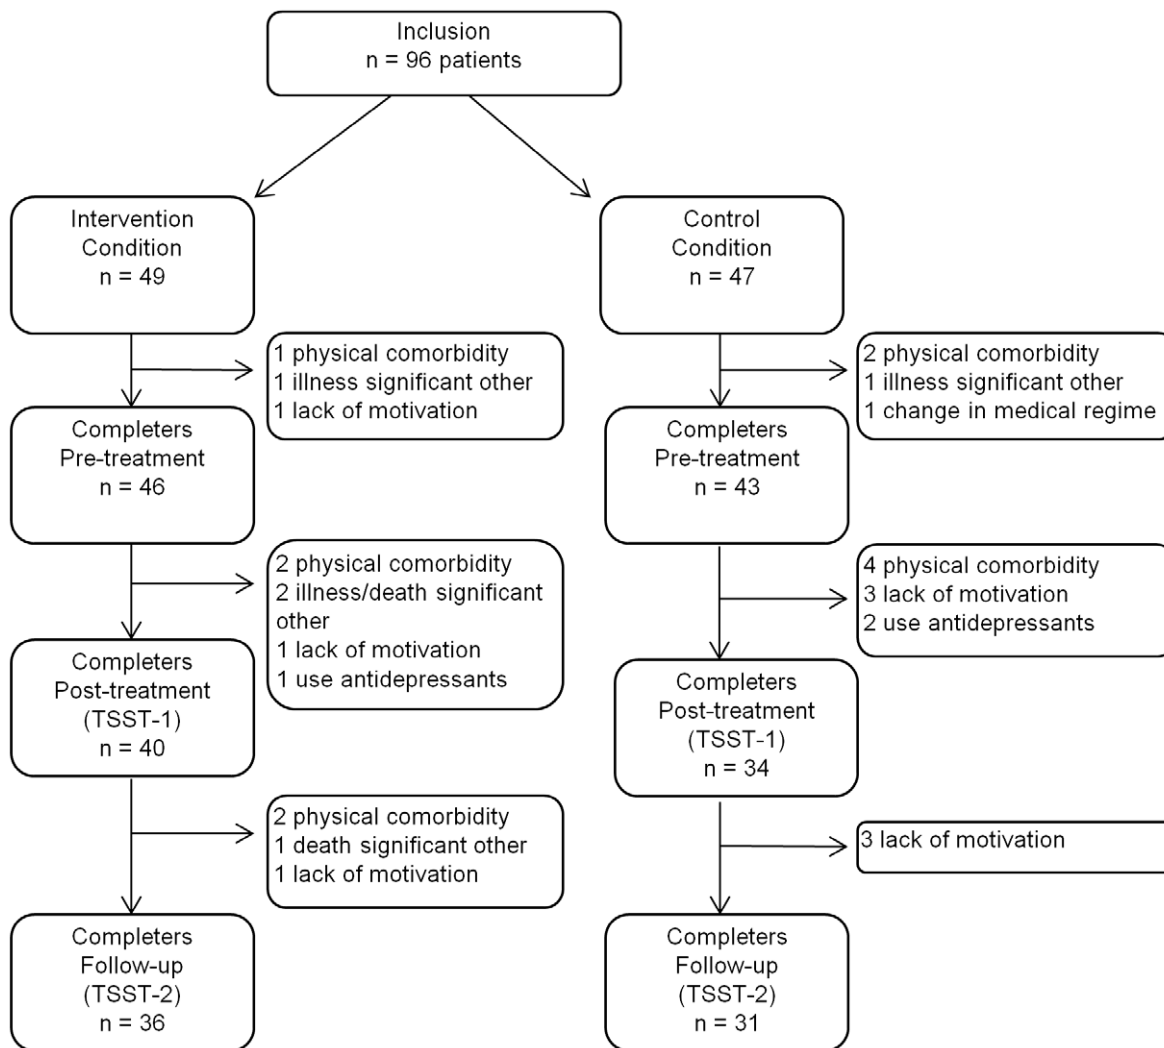 Inclusion
n = 96 patients
Intervention
Condition
n = 49
Control
Condition
n = 47
1 physical comorbidity
1 illness significant other
1 lack of motivation
2 physical comorbidity
1 illness significant other
1 change in medical regime
Completers
Pre-treatment
n = 46
Completers
Pre-treatment
n = 43
2 physical comorbidity
2 illness/death significant
other
1 lack of motivation
1 use antidepressants
4 physical comorbidity
3 lack of motivation
2 use antidepressants
Completers
Post-treatment
(TSST-1)
n = 40
Completers
Post-treatment
(TSST-1)
n = 34
2 physical comorbidity
1 death significant other
1 lack of motivation
3 lack of motivation
Completers
Follow-up
(TSST-2)
n = 36
Completers
Follow-up
(TSST-2)
n = 31